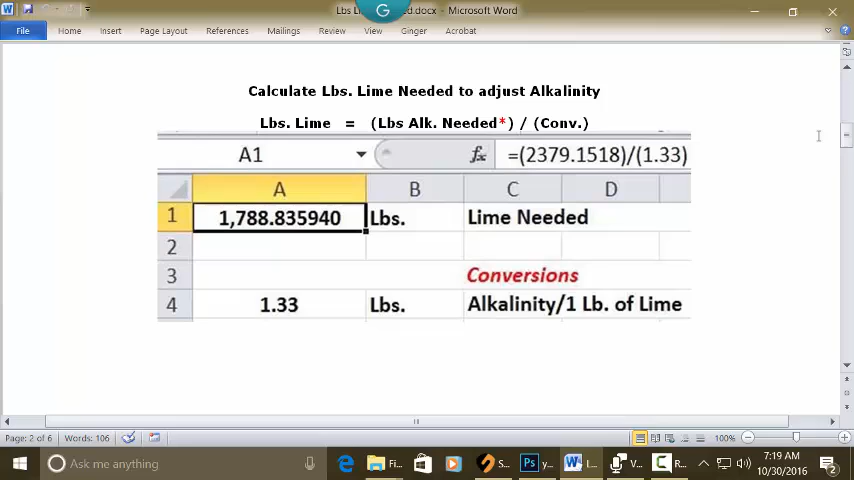 Lbs L ed.docx - Microsoft Word
File Home Insert Page Layout References Mailings Review View Ginger Acrobat
Calculate Lbs. Lime Needed to adjust Alkalinity
Lbs. Lime = (Lbs Alk. Needed*) / (Conv.)
A1 fx =(2379.1518)/(1.33)
A B C D
1 1,788.835940 Lbs. Lime Needed
2
3 Conversions
4 1.33 Lbs. Alkalinity/1 Lb. of Lime
Page: 2 of 6 Words: 106 100%
Ask me anything Fi... S... Ps y... L... V... R... 7:19 AM
10/30/2016 2